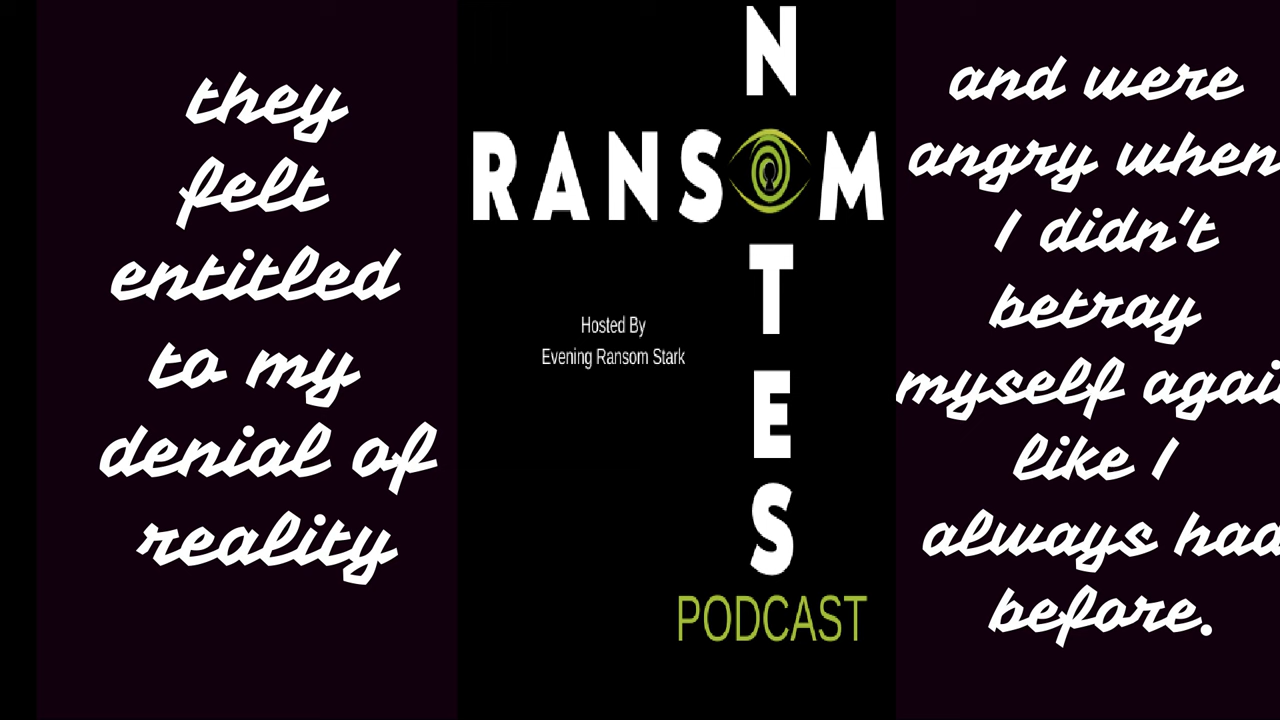 they
felt
entitled
to my
denial of
reality
N
RANSOM
T
E
S
PODCAST
Hosted By
Evening Ransom Stark
and were
angry when
I didn't
betray
myself agai
like I
always had
before.